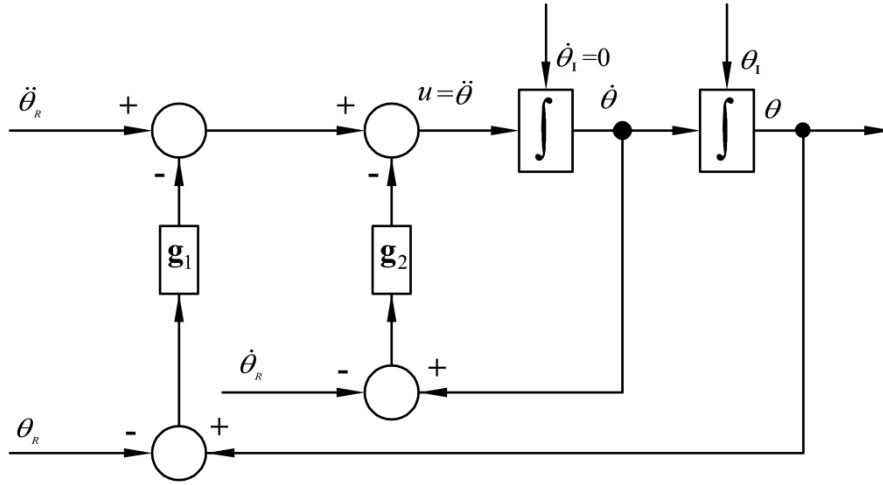 θ̇_I=0
θ_I
θ̈_R
+
+
u=θ̈
∫
θ̇
∫
θ
-
-
g₁
g₂
θ̇_R
-
+
θ_R
-
+